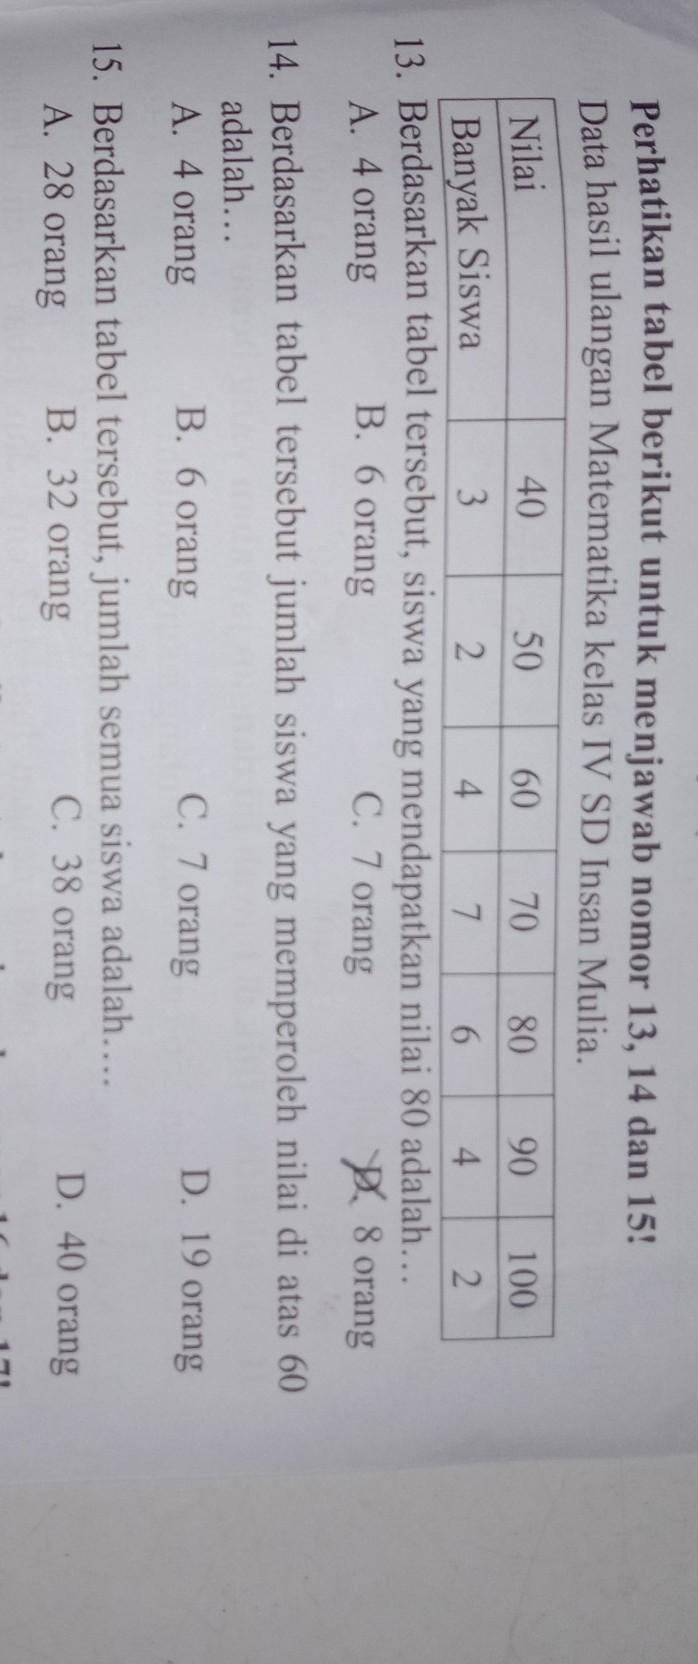 Perhatikan tabel berikut untuk menjawab nomor 13, 14 dan 15!
Data hasil ulangan Matematika kelas IV SD Insan Mulia.
Nilai 40 50 60 70 80 90 100
Banyak Siswa 3 2 4 7 6 4 2
13. Berdasarkan tabel tersebut, siswa yang mendapatkan nilai 80 adalah…
A. 4 orang B. 6 orang C. 7 orang D. 8 orang
14. Berdasarkan tabel tersebut jumlah siswa yang memperoleh nilai di atas 60
adalah…
A. 4 orang B. 6 orang C. 7 orang D. 19 orang
15. Berdasarkan tabel tersebut, jumlah semua siswa adalah….
A. 28 orang B. 32 orang C. 38 orang D. 40 orang